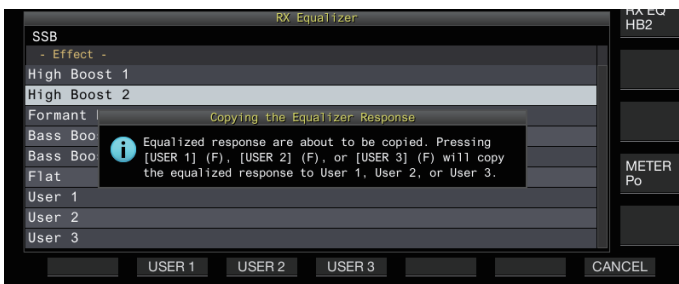 RX Equalizer
RX EQ
HB2
SSB
- Effect -
High Boost 1
High Boost 2
Formant
Copying the Equalizer Response
Bass Boo
Equalized response are about to be copied. Pressing
Bass Boo
[USER 1] (F), [USER 2] (F), or [USER 3] (F) will copy
the equalized response to User 1, User 2, or User 3.
METER
Po
Flat
User 1
User 2
User 3
USER 1 USER 2 USER 3 CANCEL